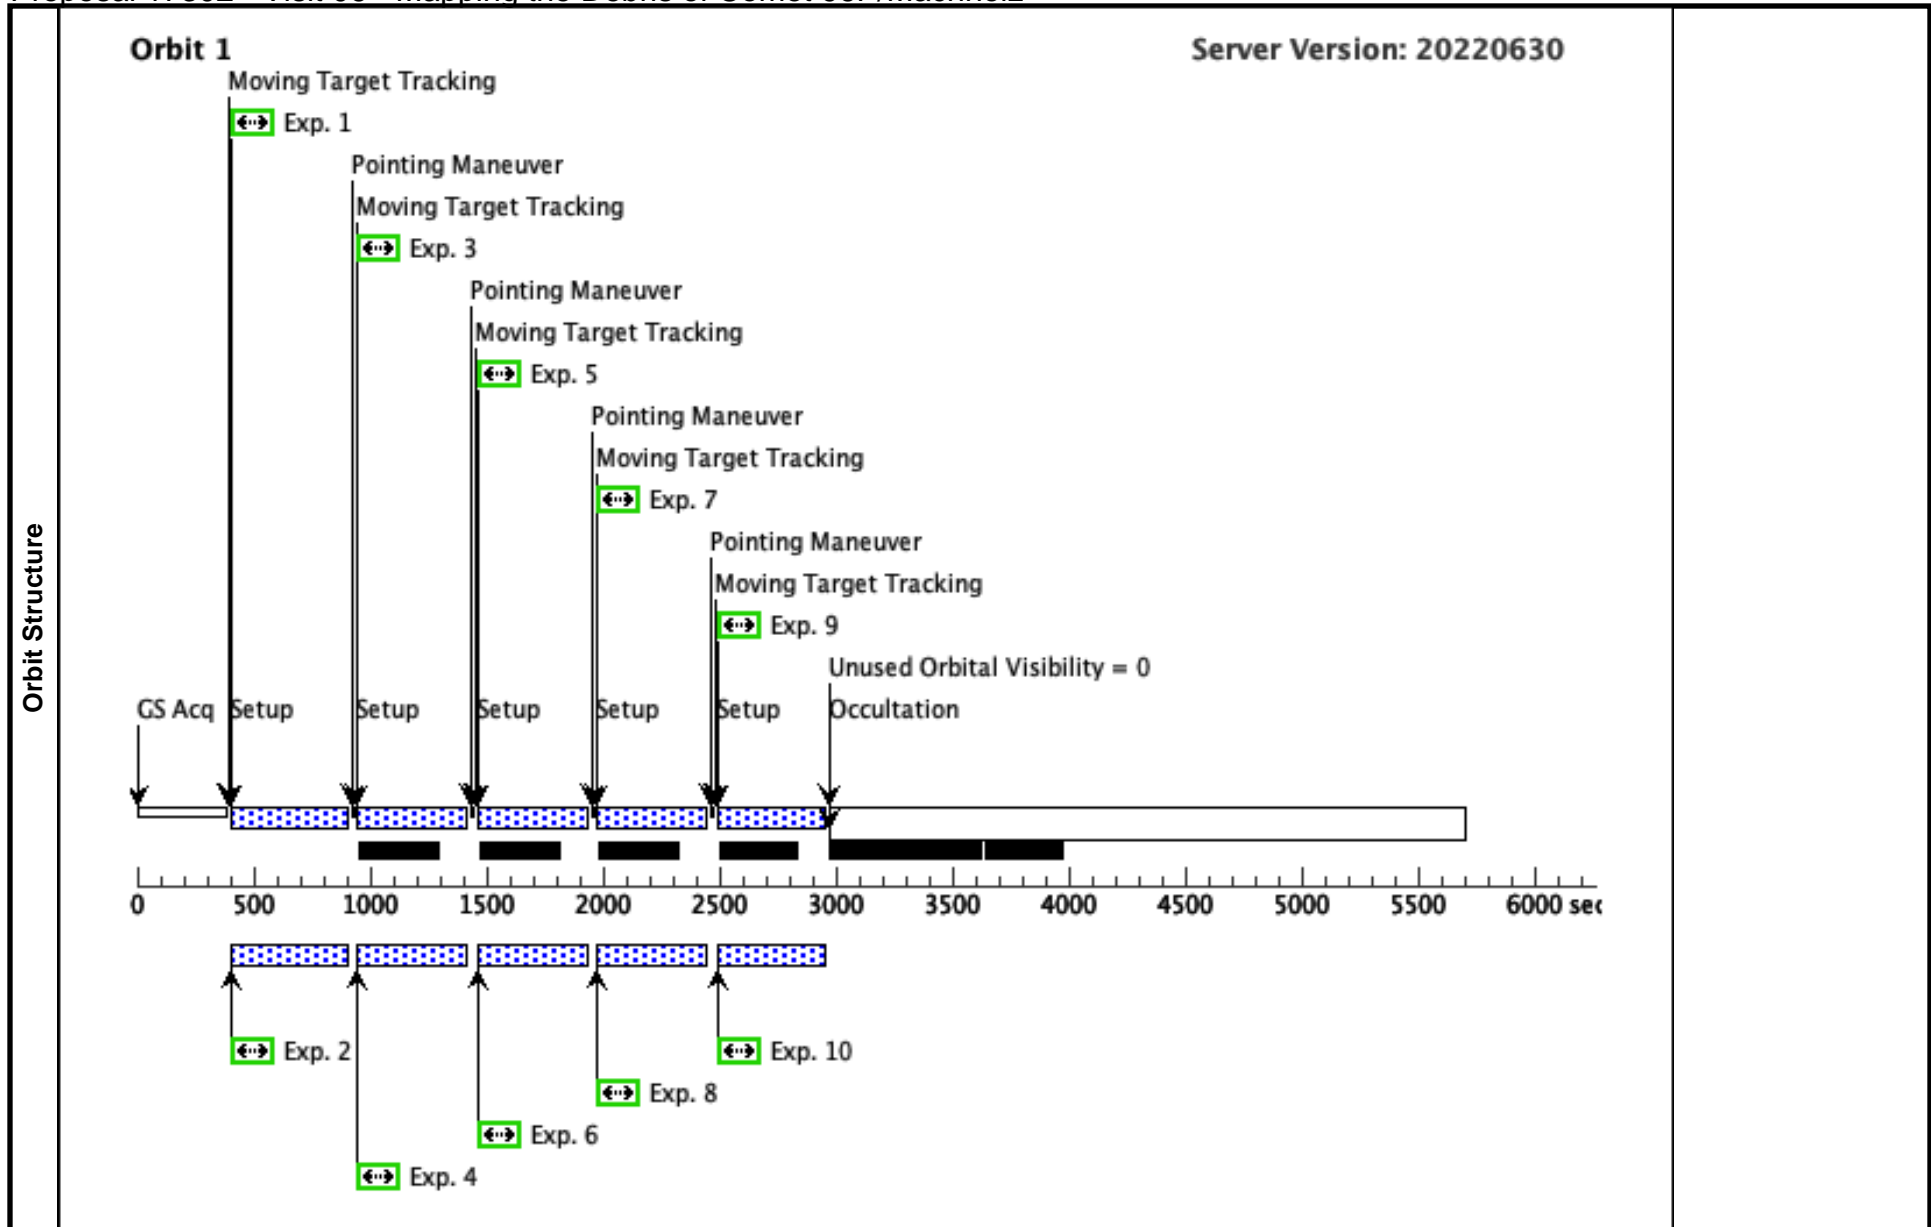 Orbit 1
Server Version: 20220630
Moving Target Tracking
Exp. 1
Pointing Maneuver
Moving Target Tracking
Exp. 3
Pointing Maneuver
Moving Target Tracking
Exp. 5
Pointing Maneuver
Moving Target Tracking
Exp. 7
Pointing Maneuver
Moving Target Tracking
Exp. 9
Unused Orbital Visibility = 0
GS Acq Setup Setup Setup Setup Setup Occultation
0 500 1000 1500 2000 2500 3000 3500 4000 4500 5000 5500 6000 sec
Exp. 2
Exp. 10
Exp. 8
Exp. 6
Exp. 4
Orbit Structure